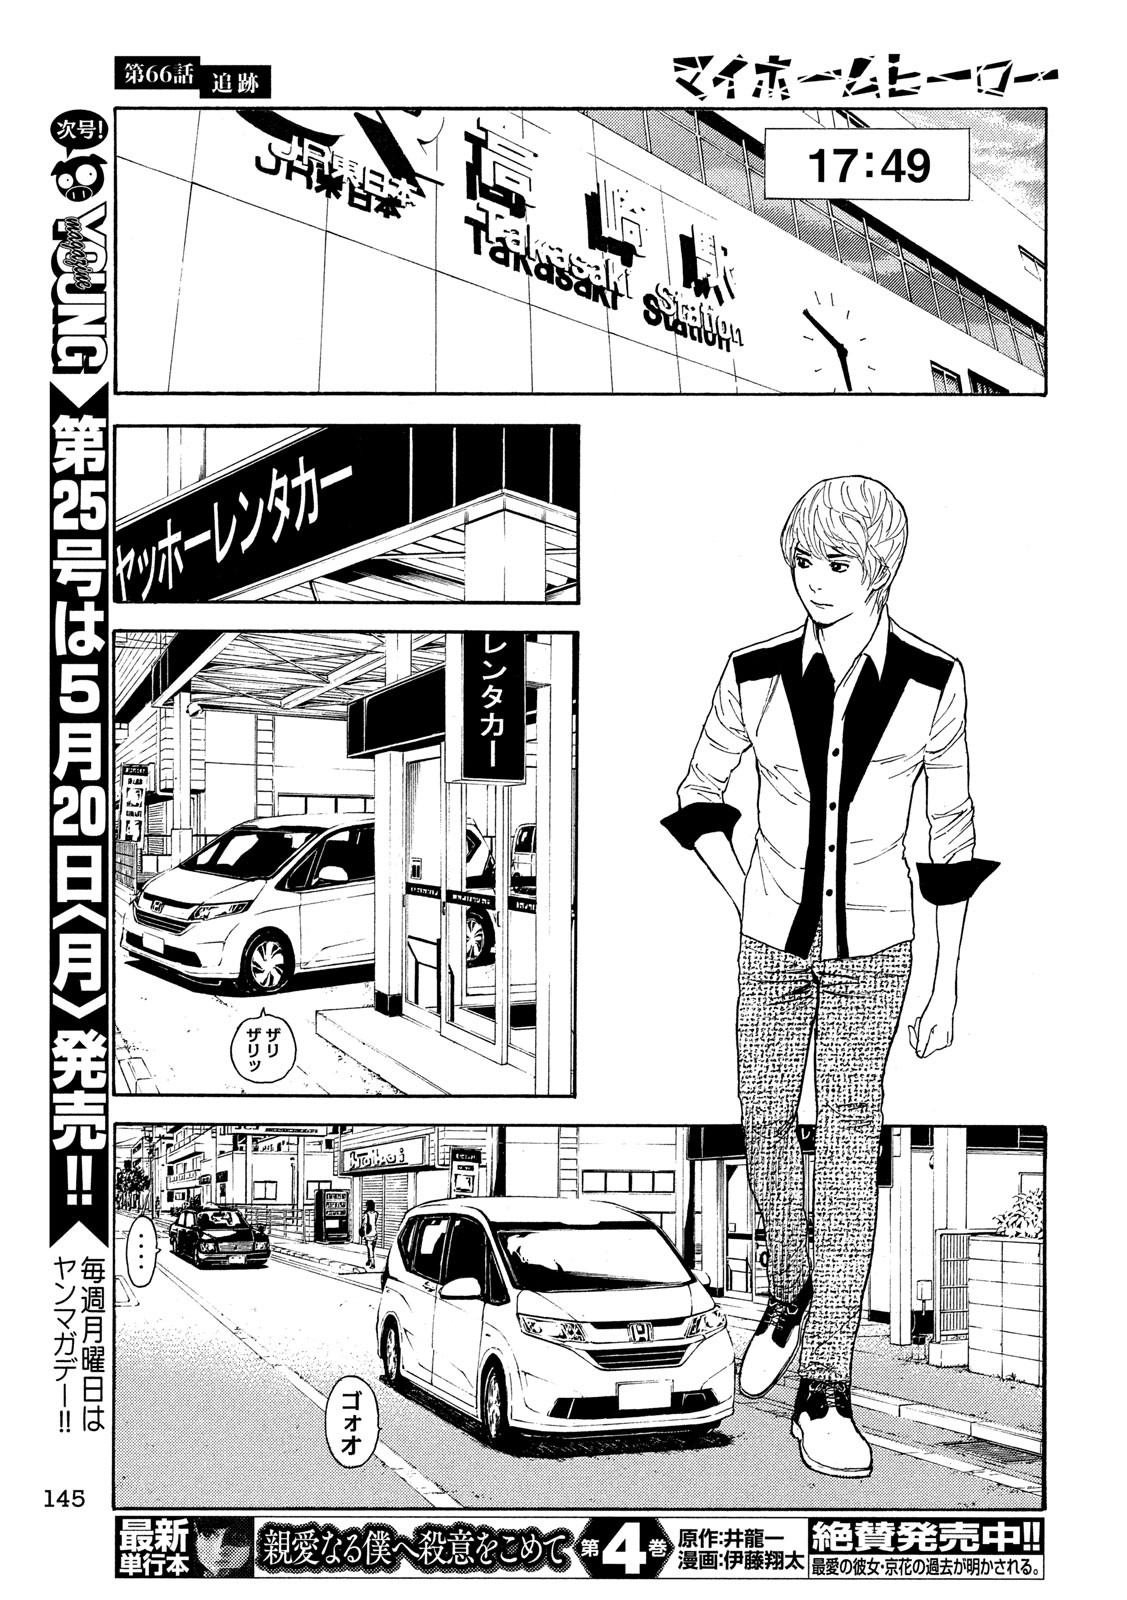 第66話
追跡
マイホームヒーロー
17:49
JR東日本
高崎駅
Takasaki Station
ヤッホーレンタカー
レンタカー
ザリ
ザリッ
‥‥
レ
ゴォオ
次号!
YOUNG
magazine
第25号は5月20日〈月〉発売!!
毎週月曜日は
ヤンマガデー!!
145
最新
単行本
親愛なる僕へ殺意をこめて
第4巻
原作:井龍一
漫画:伊藤翔太
絶賛発売中!!
最愛の彼女・京花の過去が明かされる。